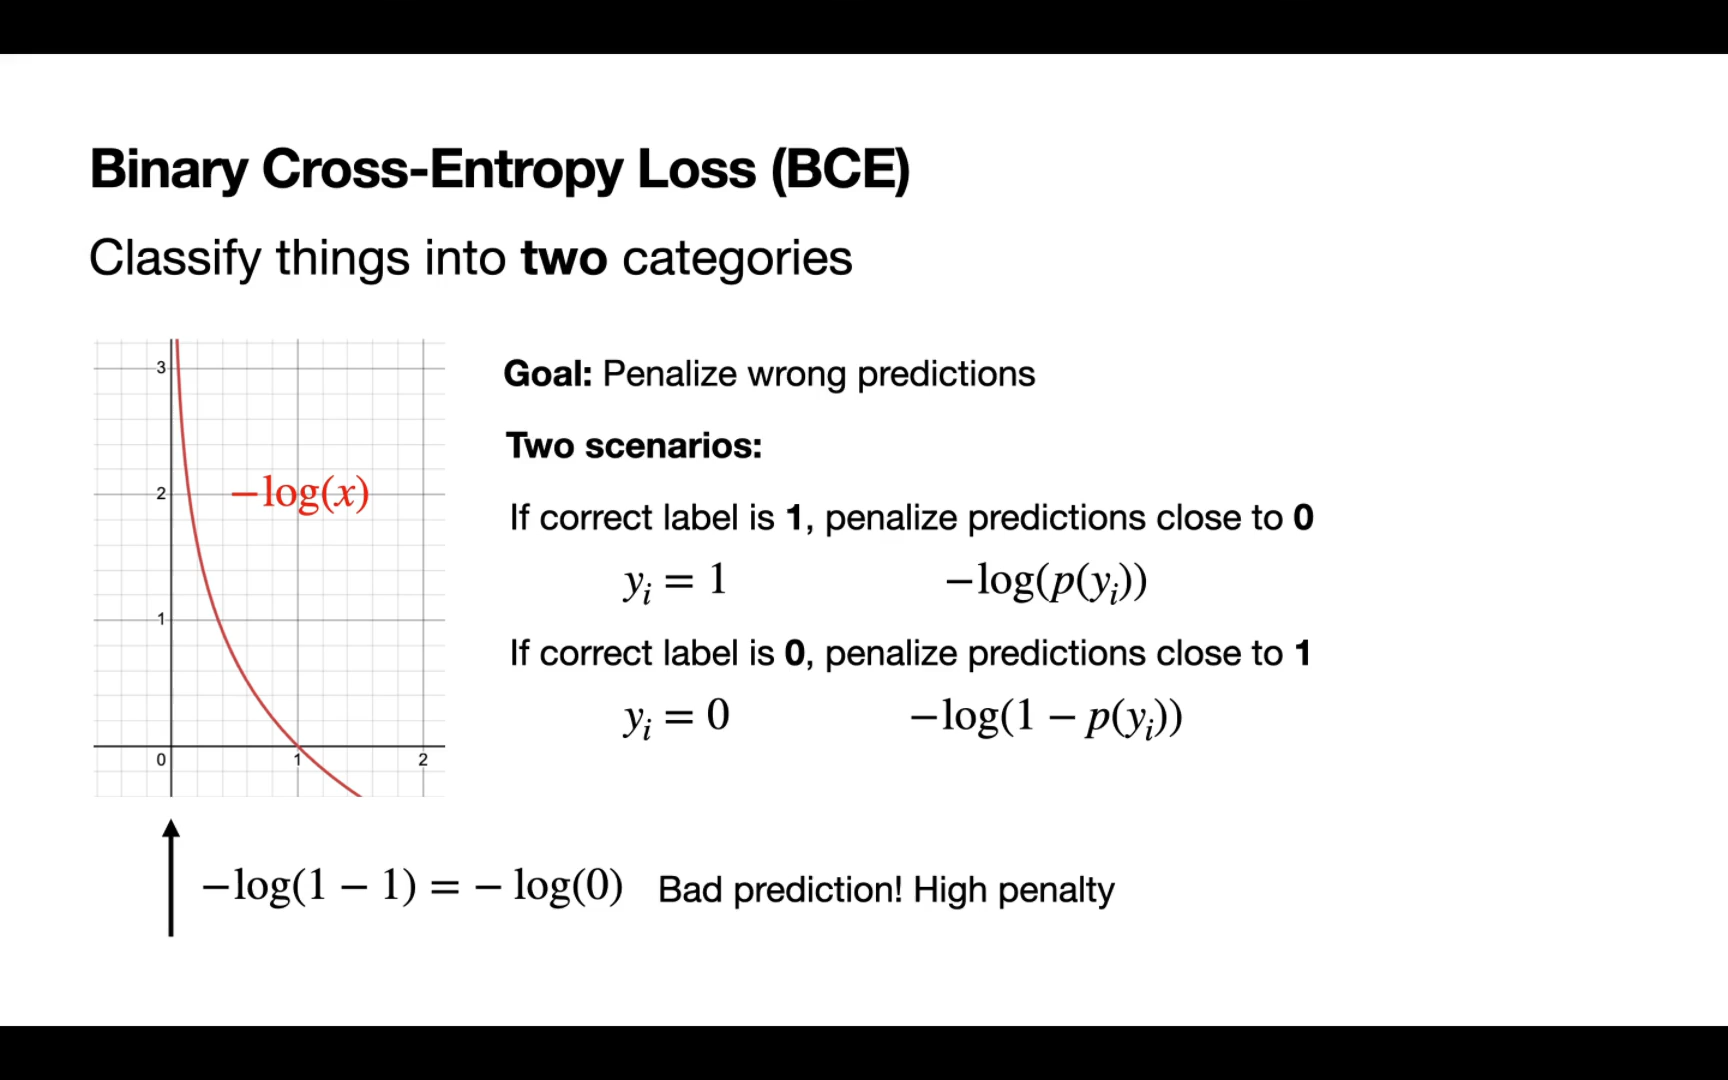 Binary Cross-Entropy Loss (BCE)
Classify things into two categories
3
2
1
0
1
2
−log(x)
Goal: Penalize wrong predictions
Two scenarios:
If correct label is 1, penalize predictions close to 0
yᵢ = 1 −log(p(yᵢ))
If correct label is 0, penalize predictions close to 1
yᵢ = 0 −log(1 − p(yᵢ))
−log(1 − 1) = − log(0) Bad prediction! High penalty